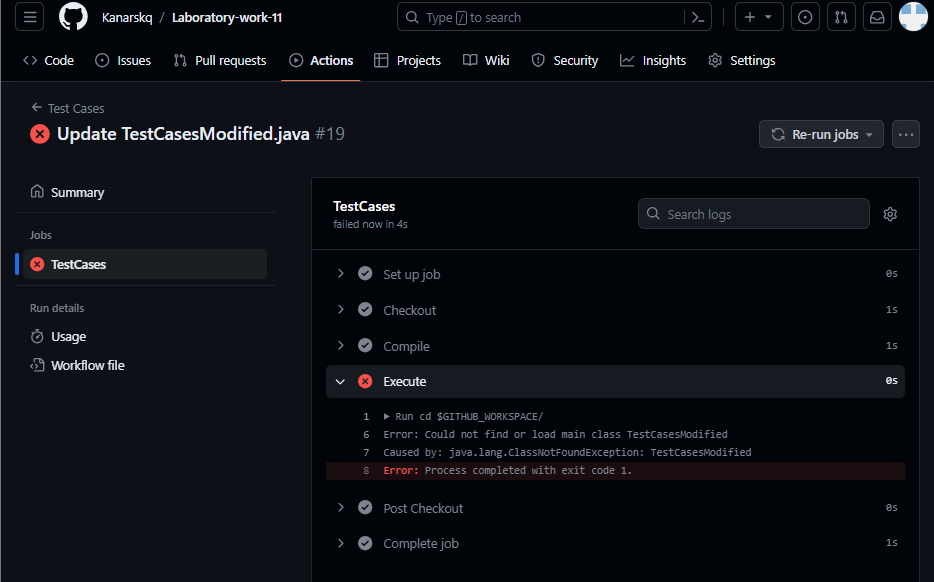 Kanarskq / Laboratory-work-11
Type / to search
Code
Issues
Pull requests
Actions
Projects
Wiki
Security
Insights
Settings
Test Cases
Update TestCasesModified.java #19
Re-run jobs
Summary
Jobs
TestCases
Run details
Usage
Workflow file
TestCases
failed now in 4s
Search logs
Set up job 0s
Checkout 1s
Compile 1s
Execute 0s
1 Run cd $GITHUB_WORKSPACE/
6 Error: Could not find or load main class TestCasesModified
7 Caused by: java.lang.ClassNotFoundException: TestCasesModified
8 Error: Process completed with exit code 1.
Post Checkout 0s
Complete job 1s